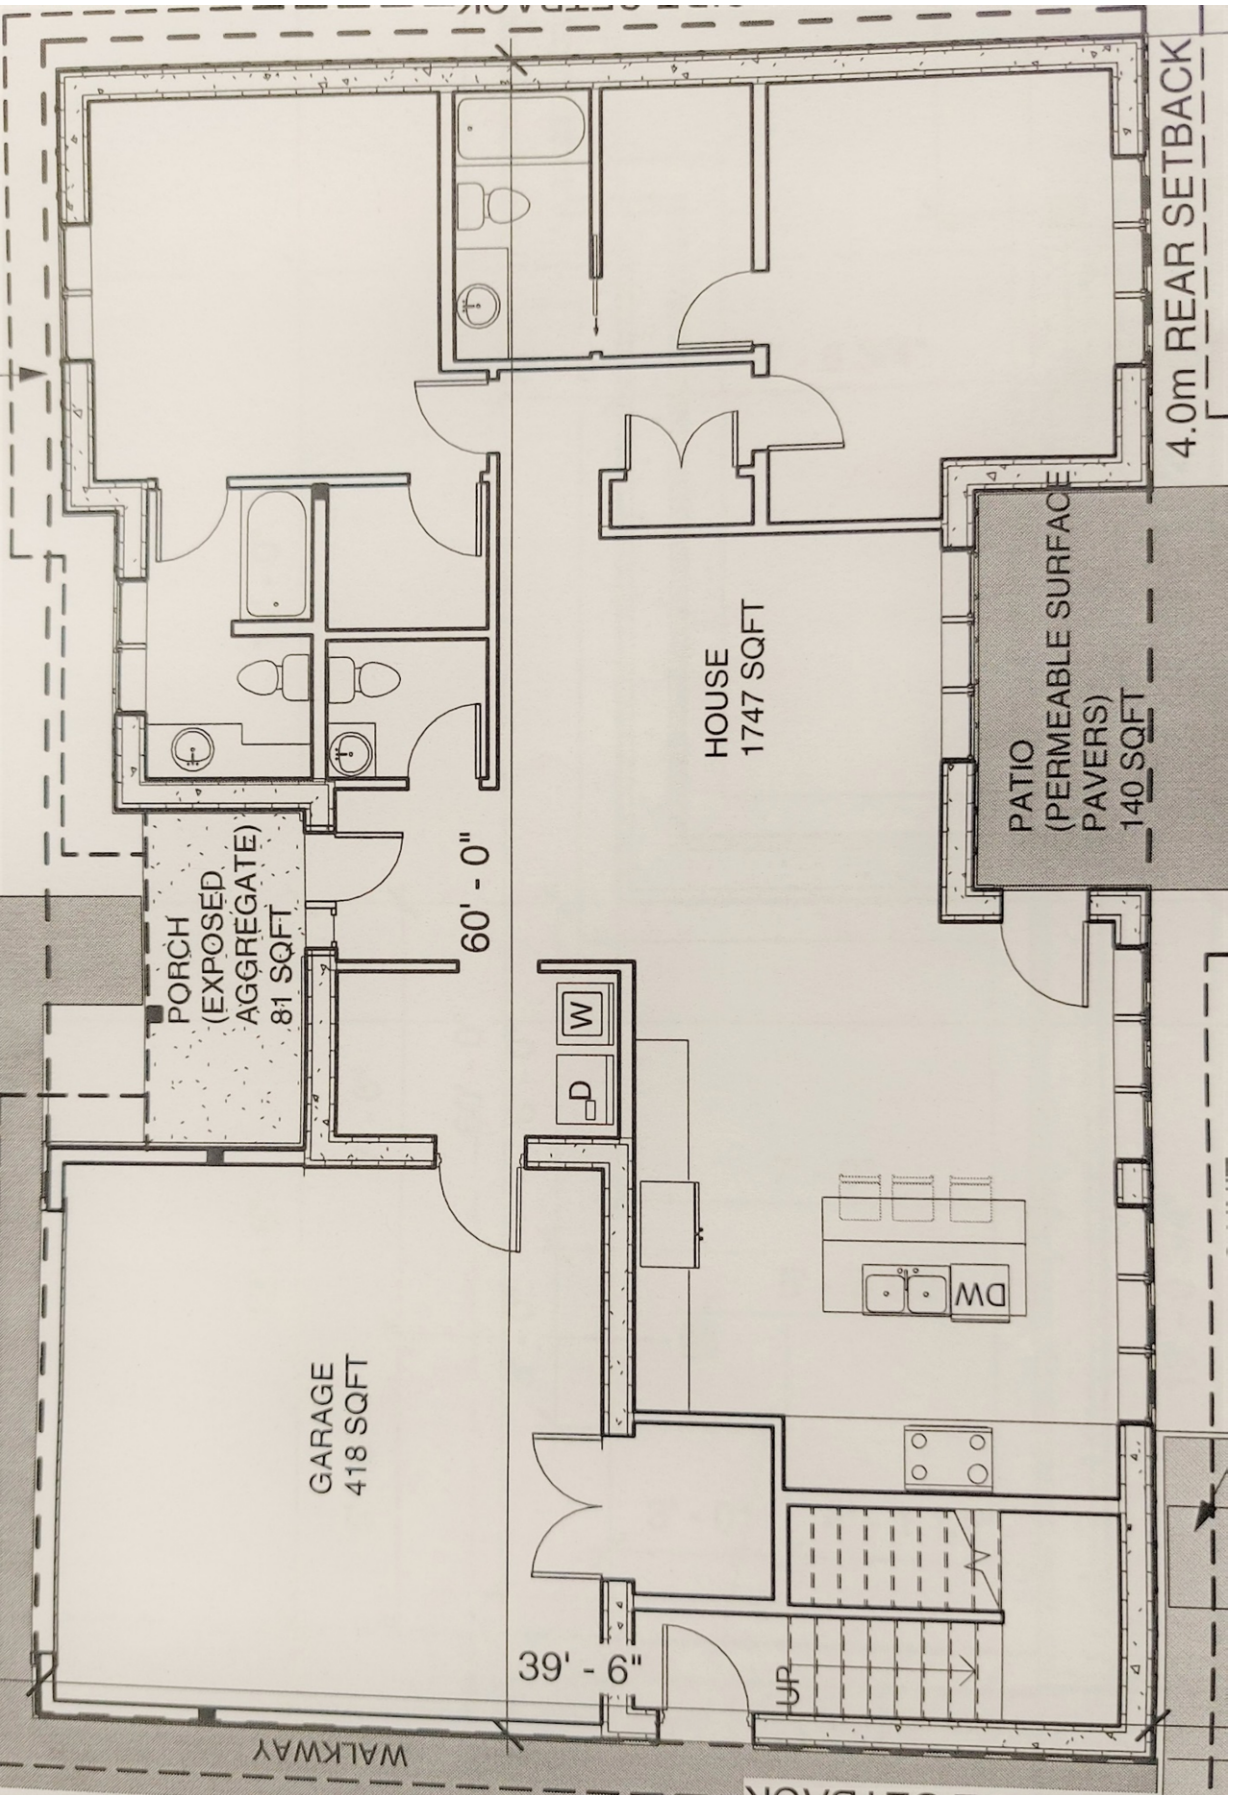 4.0m REAR SETBACK
HOUSE
1747 SQFT
PATIO
(PERMEABLE SURFACE
PAVERS)
140 SQFT
60' - 0"
PORCH
(EXPOSED
AGGREGATE)
81 SQFT
W
D
GARAGE
418 SQFT
DW
39' - 6"
UP
WALKWAY
SETBACK